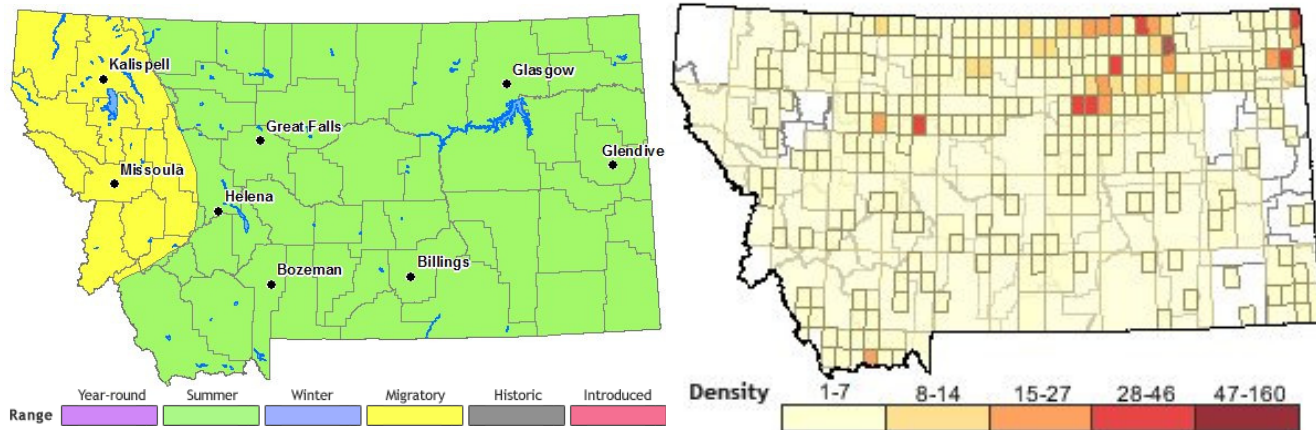 Kalispell
Glasgow
Great Falls
Glendive
Missoula
Helena
Bozeman
Billings
Range Year-round Summer Winter Migratory Historic Introduced
Density 1-7 8-14 15-27 28-46 47-160